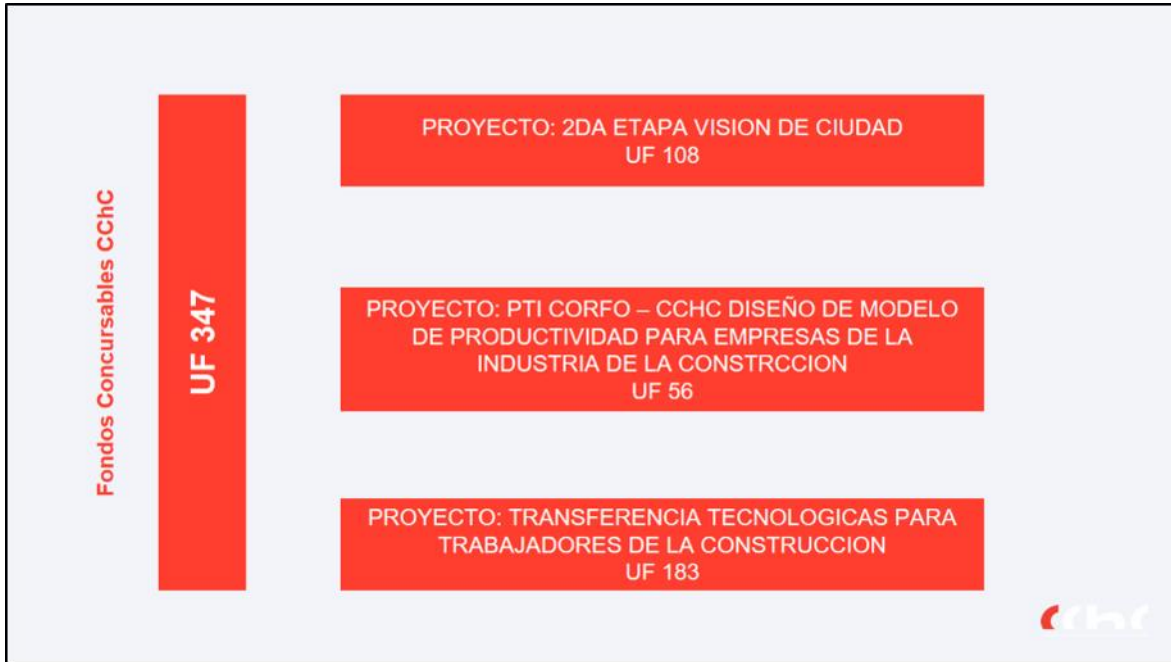 Fondos Concursables CChC
UF 347
PROYECTO: 2DA ETAPA VISION DE CIUDAD
UF 108
PROYECTO: PTI CORFO – CCHC DISEÑO DE MODELO
DE PRODUCTIVIDAD PARA EMPRESAS DE LA
INDUSTRIA DE LA CONSTRCCION
UF 56
PROYECTO: TRANSFERENCIA TECNOLOGICAS PARA
TRABAJADORES DE LA CONSTRUCCION
UF 183
cchc